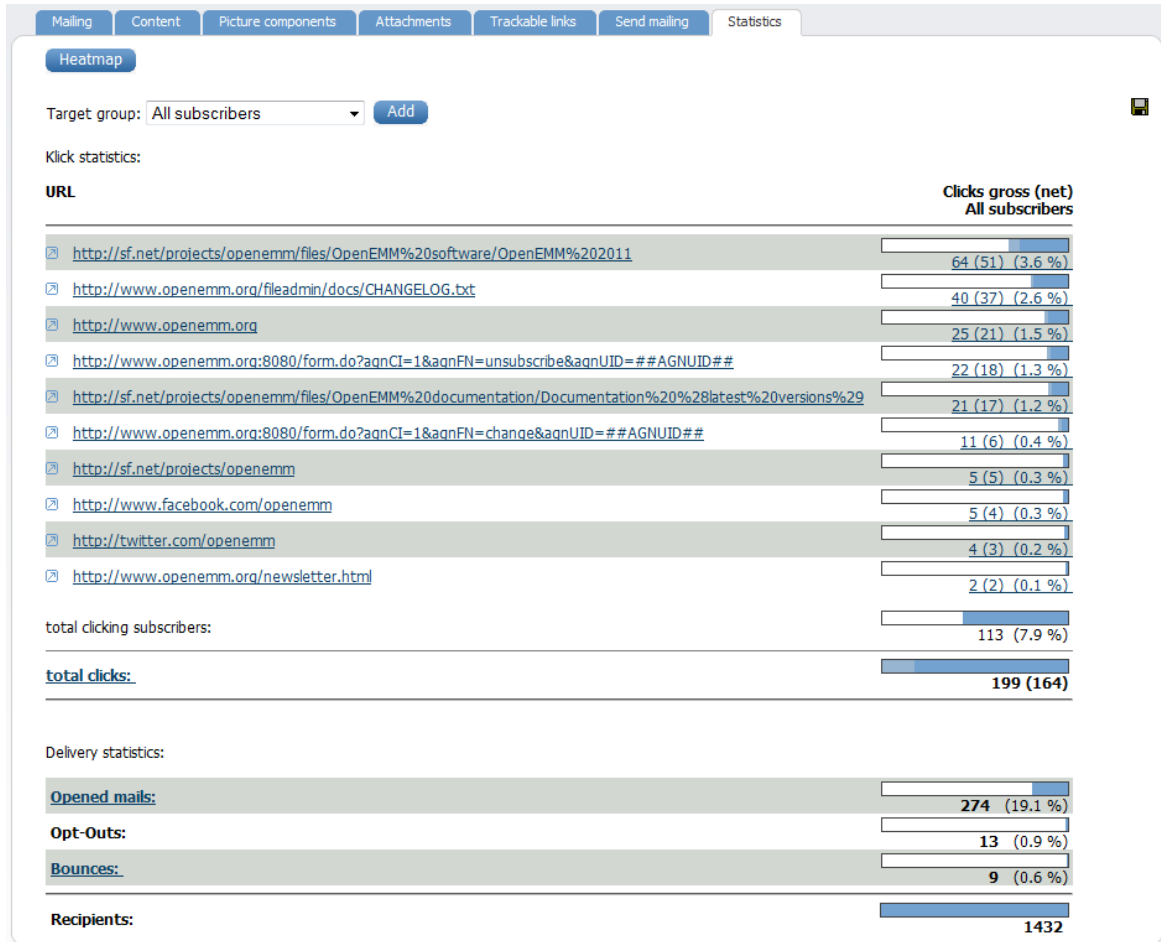 Mailing Content Picture components Attachments Trackable links Send mailing Statistics
Heatmap
Target group: All subscribers Add
Klick statistics:
URL Clicks gross (net)
All subscribers
http://sf.net/projects/openemm/files/OpenEMM%20software/OpenEMM%202011
64 (51) (3.6 %)
http://www.openemm.org/fileadmin/docs/CHANGELOG.txt
40 (37) (2.6 %)
http://www.openemm.org
25 (21) (1.5 %)
http://www.openemm.org:8080/form.do?agnCI=1&agnFN=unsubscribe&agnUID=##AGNUID##
22 (18) (1.3 %)
http://sf.net/projects/openemm/files/OpenEMM%20documentation/Documentation%20%28latest%20versions%29
21 (17) (1.2 %)
http://www.openemm.org:8080/form.do?agnCI=1&agnFN=change&agnUID=##AGNUID##
11 (6) (0.4 %)
http://sf.net/projects/openemm
5 (5) (0.3 %)
http://www.facebook.com/openemm
5 (4) (0.3 %)
http://twitter.com/openemm
4 (3) (0.2 %)
http://www.openemm.org/newsletter.html
2 (2) (0.1 %)
total clicking subscribers:
113 (7.9 %)
total clicks:
199 (164)
Delivery statistics:
Opened mails:
274 (19.1 %)
Opt-Outs:
13 (0.9 %)
Bounces:
9 (0.6 %)
Recipients:
1432